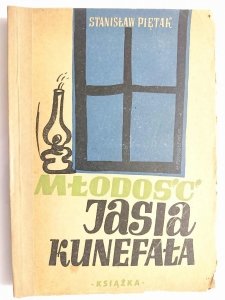 STANISŁAW PIĘTAK
MŁODOŚĆ
JASIA
KUNEFAŁA
·KSIĄŻKA·